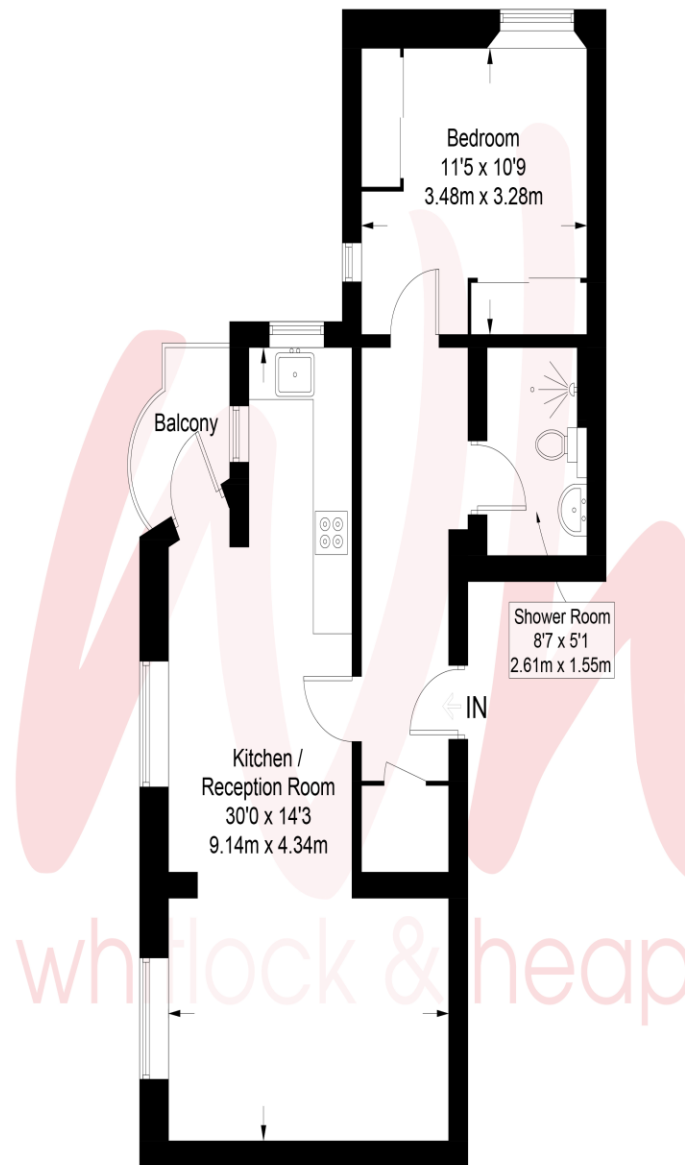 Bedroom
11'5 x 10'9
3.48m x 3.28m
Balcony
Shower Room
8'7 x 5'1
2.61m x 1.55m
IN
Kitchen /
Reception Room
30'0 x 14'3
9.14m x 4.34m
whitlock & heap